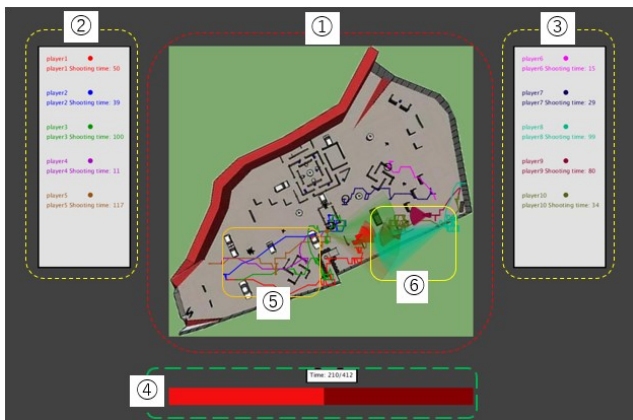 ②
①
③
player1
player1 Shooting time: 50
player2
player2 Shooting time: 39
player3
player3 Shooting time: 100
player4
player4 Shooting time: 11
player5
player5 Shooting time: 117
player6
player6 Shooting time: 15
player7
player7 Shooting time: 29
player8
player8 Shooting time: 99
player9
player9 Shooting time: 80
player10
player10 Shooting time: 34
⑤
⑥
④
Time: 210/412